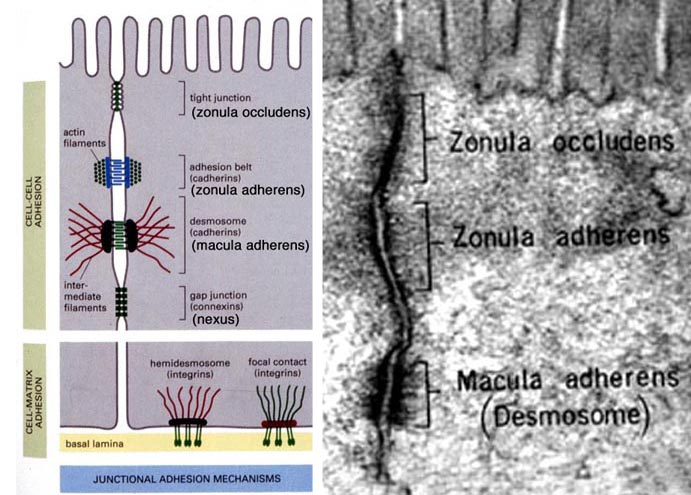 CELL-CELL
ADHESION
tight junction
(zonula occludens)
actin
filaments
adhesion belt
(cadherins)
(zonula adherens)
desmosome
(cadherins)
(macula adherens)
inter-
mediate
filaments
gap junction
(connexins)
(nexus)
CELL-MATRIX
ADHESION
hemidesmosome
(integrins)
focal contact
(integrins)
basal lamina
JUNCTIONAL ADHESION MECHANISMS
Zonula occludens
Zonula adherens
Macula adherens
(Desmosome)